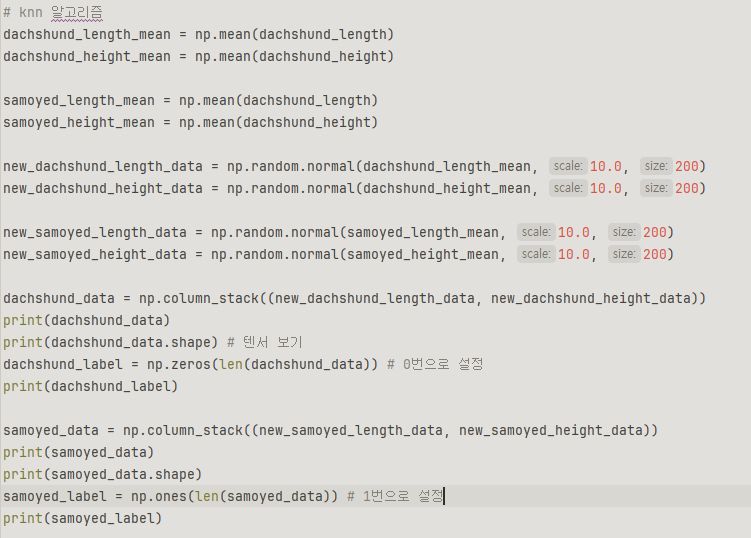 # knn 알고리즘
dachshund_length_mean = np.mean(dachshund_length)
dachshund_height_mean = np.mean(dachshund_height)
samoyed_length_mean = np.mean(dachshund_length)
samoyed_height_mean = np.mean(dachshund_height)
new_dachshund_length_data = np.random.normal(dachshund_length_mean, scale: 10.0, size: 200)
new_dachshund_height_data = np.random.normal(dachshund_height_mean, scale: 10.0, size: 200)
new_samoyed_length_data = np.random.normal(samoyed_length_mean, scale: 10.0, size: 200)
new_samoyed_height_data = np.random.normal(samoyed_height_mean, scale: 10.0, size: 200)
dachshund_data = np.column_stack((new_dachshund_length_data, new_dachshund_height_data))
print(dachshund_data)
print(dachshund_data.shape) # 텐서 보기
dachshund_label = np.zeros(len(dachshund_data)) # 0번으로 설정
print(dachshund_label)
samoyed_data = np.column_stack((new_samoyed_length_data, new_samoyed_height_data))
print(samoyed_data)
print(samoyed_data.shape)
samoyed_label = np.ones(len(samoyed_data)) # 1번으로 설정
print(samoyed_label)